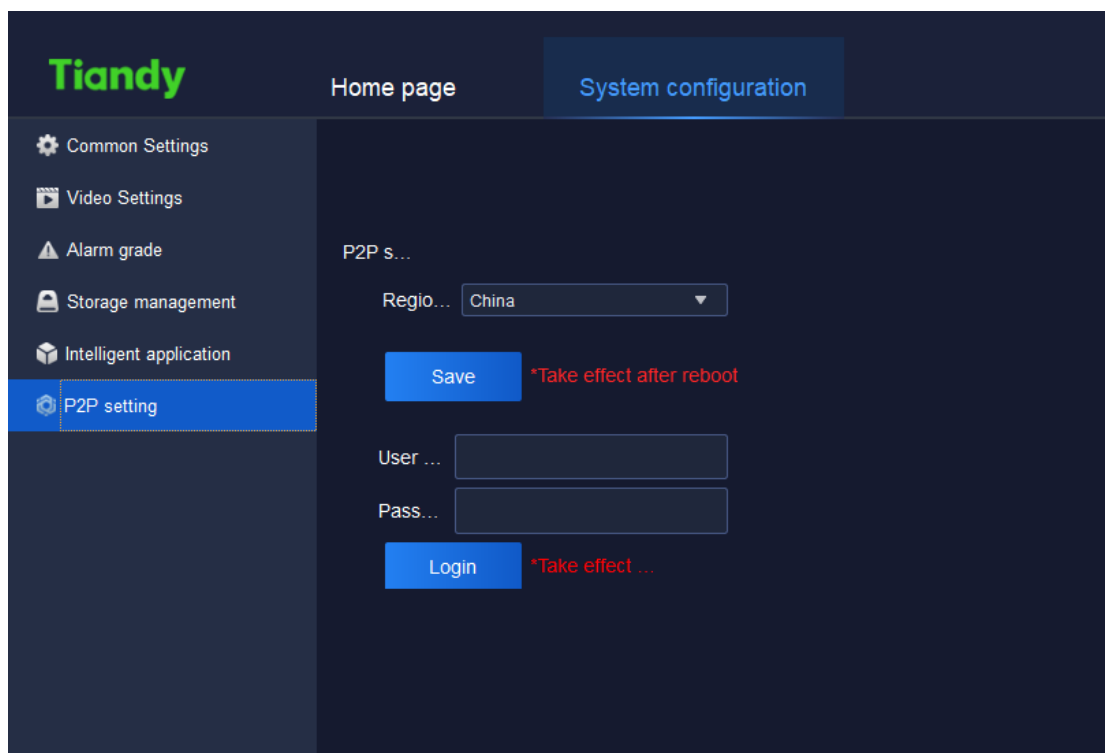 Tiandy
Home page
System configuration
Common Settings
Video Settings
Alarm grade
Storage management
Intelligent application
P2P setting
P2P s...
Regio... China
Save *Take effect after reboot
User ...
Pass...
Login *Take effect ...